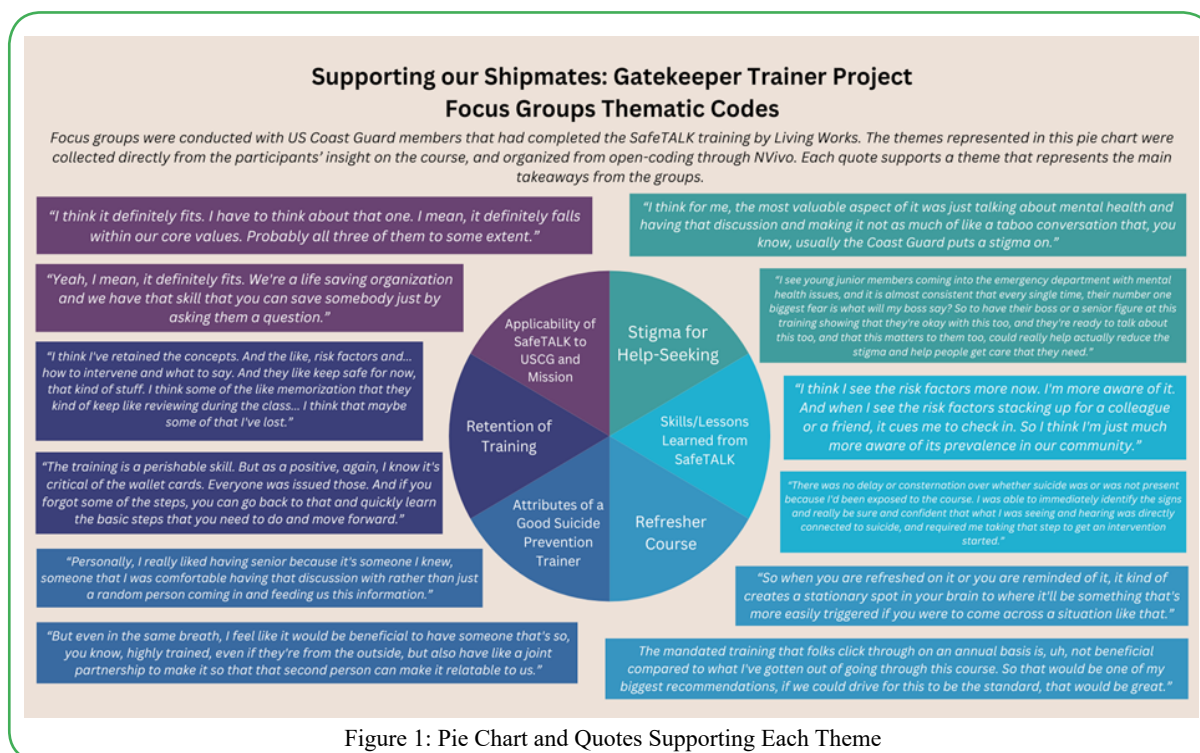 Supporting our Shipmates: Gatekeeper Trainer Project
Focus Groups Thematic Codes
Focus groups were conducted with US Coast Guard members that had completed the SafeTALK training by Living Works. The themes represented in this pie chart were
collected directly from the participants’ insight on the course, and organized from open-coding through NVivo. Each quote supports a theme that represents the main
takeaways from the groups.
“I think it definitely fits. I have to think about that one. I mean, it definitely falls
within our core values. Probably all three of them to some extent.”
“Yeah, I mean, it definitely fits. We're a life saving organization
and we have that skill that you can save somebody just by
asking them a question.”
“I think I've retained the concepts. And the like, risk factors and...
how to intervene and what to say. And they like keep safe for now,
that kind of stuff. I think some of the like memorization that they
kind of keep like reviewing during the class... I think that maybe
some of that I've lost.”
“The training is a perishable skill. But as a positive, again, I know it's
critical of the wallet cards. Everyone was issued those. And if you
forgot some of the steps, you can go back to that and quickly learn
the basic steps that you need to do and move forward.”
“Personally, I really liked having senior because it's someone I knew,
someone that I was comfortable having that discussion with rather than just
a random person coming in and feeding us this information.”
“But even in the same breath, I feel like it would be beneficial to have someone that's so,
you know, highly trained, even if they're from the outside, but also have like a joint
partnership to make it so that that second person can make it relatable to us.”
Applicability of
SafeTALK to
USCG and
Mission
Stigma for
Help-Seeking
Retention of
Training
Skills/Lessons
Learned from
SafeTALK
Attributes of a
Good Suicide
Prevention
Trainer
Refresher
Course
“I think for me, the most valuable aspect of it was just talking about mental health and
having that discussion and making it not as much of like a taboo conversation that, you
know, usually the Coast Guard puts a stigma on.”
“I see young junior members coming into the emergency department with mental
health issues, and it is almost consistent that every single time, their number one
biggest fear is what will my boss say? So to have their boss or a senior figure at this
training showing that they're okay with this too, and they're ready to talk about
this too, and that this matters to them too, could really help actually reduce the
stigma and help people get care that they need.”
“I think I see the risk factors more now. I'm more aware of it.
And when I see the risk factors stacking up for a colleague
or a friend, it cues me to check in. So I think I'm just much
more aware of its prevalence in our community.”
“There was no delay or consternation over whether suicide was or was not present
because I'd been exposed to the course. I was able to immediately identify the signs
and really be sure and confident that what I was seeing and hearing was directly
connected to suicide, and required me taking that step to get an intervention
started.”
“So when you are refreshed on it or you are reminded of it, it kind of
creates a stationary spot in your brain to where it'll be something that's
more easily triggered if you were to come across a situation like that.”
The mandated training that folks click through on an annual basis is, uh, not beneficial
compared to what I've gotten out of going through this course. So that would be one of my
biggest recommendations, if we could drive for this to be the standard, that would be great.”
Figure 1: Pie Chart and Quotes Supporting Each Theme